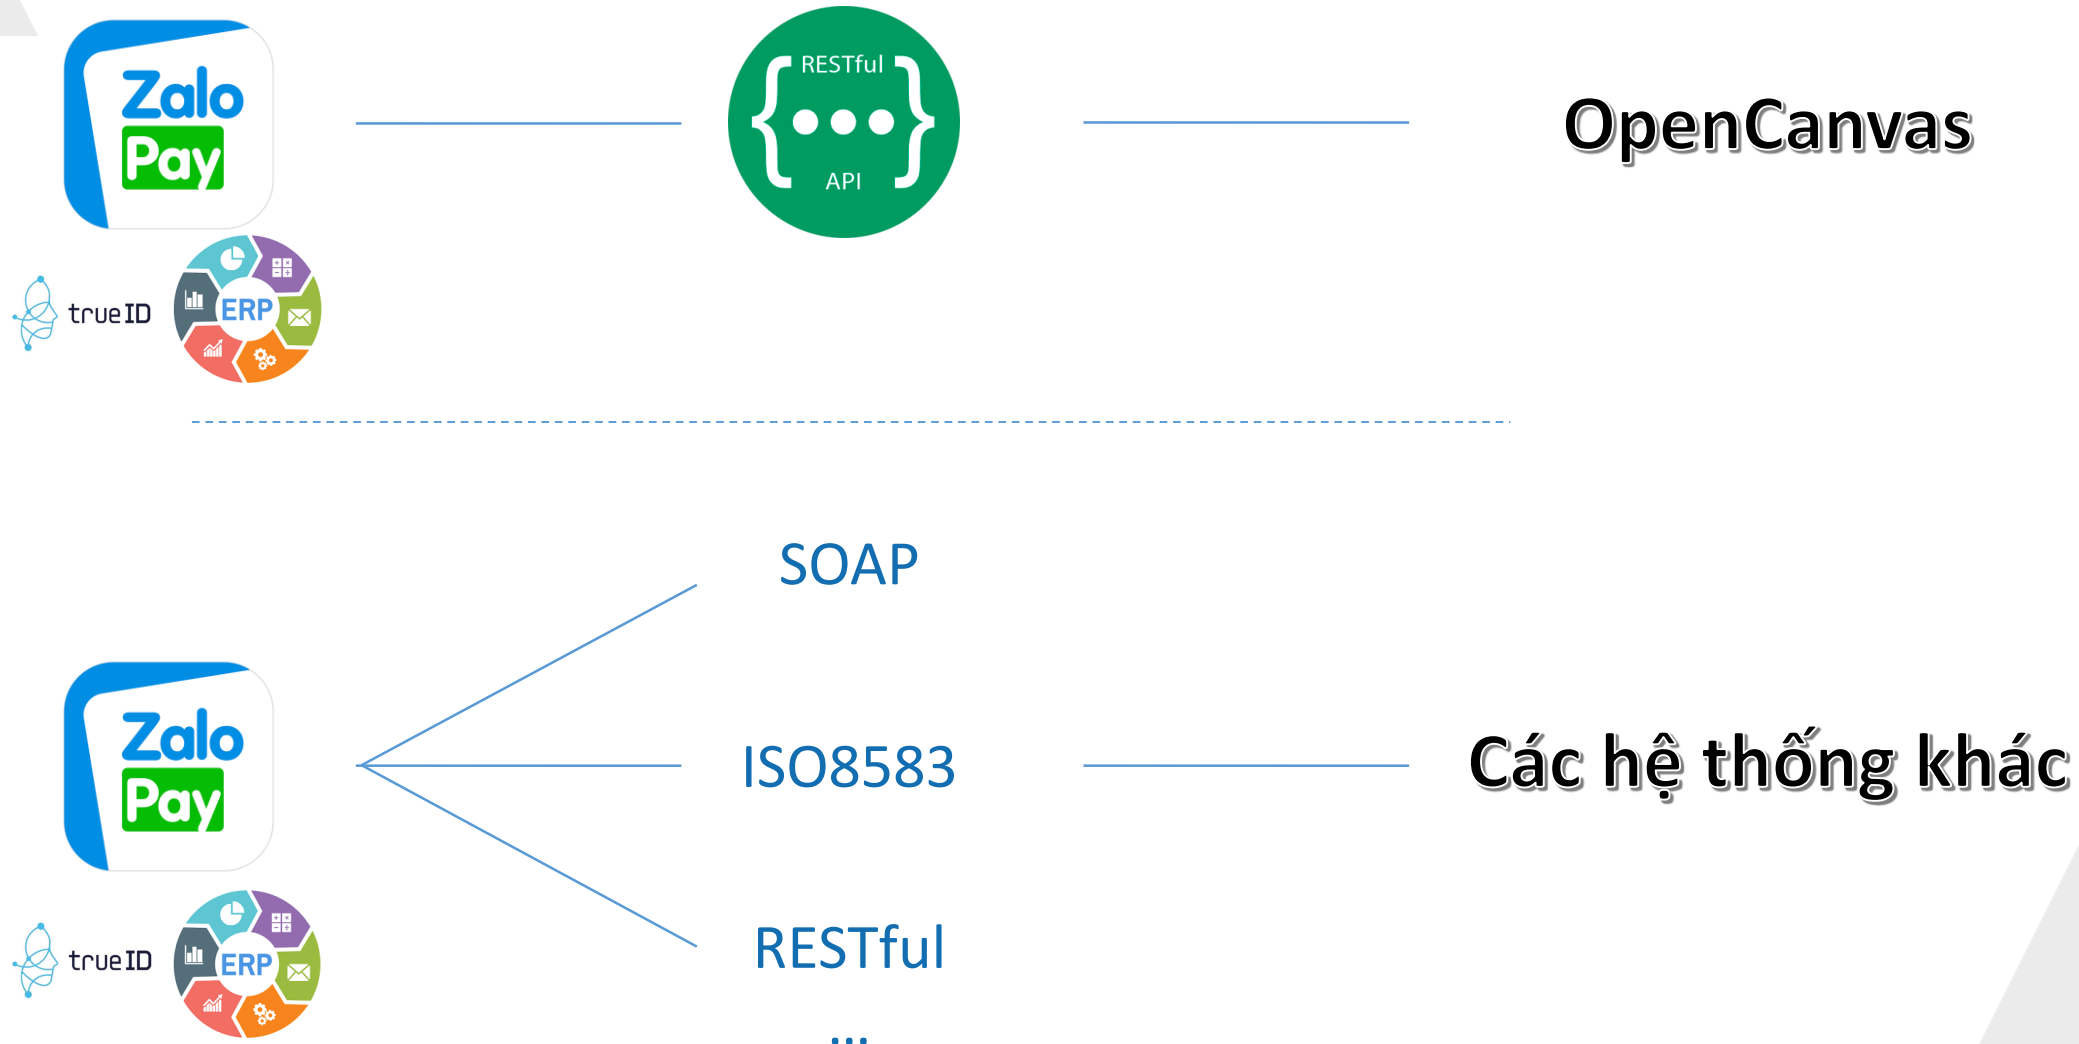 Zalo
Pay
RESTful
API
OpenCanvas
trueID
ERP
SOAP
Zalo
Pay
ISO8583
Các hệ thống khác
trueID
ERP
RESTful
...